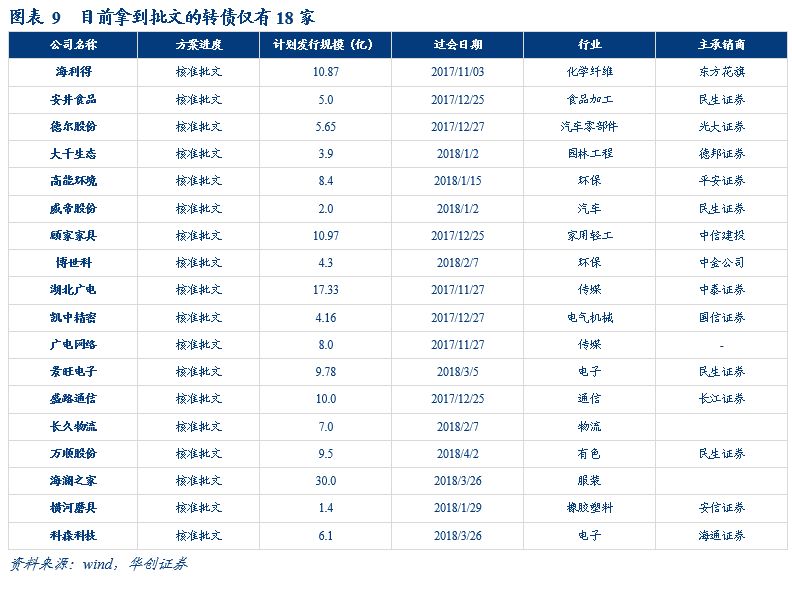 图表 9 目前拿到批文的转债仅有 18 家
公司名称 方案进度 计划发行规模（亿） 过会日期 行业 主承销商
海利得 核准批文 10.87 2017/11/03 化学纤维 东方花旗
安井食品 核准批文 5.0 2017/12/25 食品加工 民生证券
德尔股份 核准批文 5.65 2017/12/27 汽车零部件 光大证券
大千生态 核准批文 3.9 2018/1/2 园林工程 德邦证券
高能环境 核准批文 8.4 2018/1/15 环保 平安证券
威帝股份 核准批文 2.0 2018/1/2 汽车 民生证券
顾家家具 核准批文 10.97 2017/12/25 家用轻工 中信建投
博世科 核准批文 4.3 2018/2/7 环保 中金公司
湖北广电 核准批文 17.33 2017/11/27 传媒 中泰证券
凯中精密 核准批文 4.16 2017/12/27 电气机械 国信证券
广电网络 核准批文 8.0 2017/11/27 传媒 -
景旺电子 核准批文 9.78 2018/3/5 电子 民生证券
盛路通信 核准批文 10.0 2017/12/25 通信 长江证券
长久物流 核准批文 7.0 2018/2/7 物流
万顺股份 核准批文 9.5 2018/4/2 有色 民生证券
海澜之家 核准批文 30.0 2018/3/26 服装
横河磨具 核准批文 1.4 2018/1/29 橡胶塑料 安信证券
科森科技 核准批文 6.1 2018/3/26 电子 海通证券
资料来源：wind，华创证券